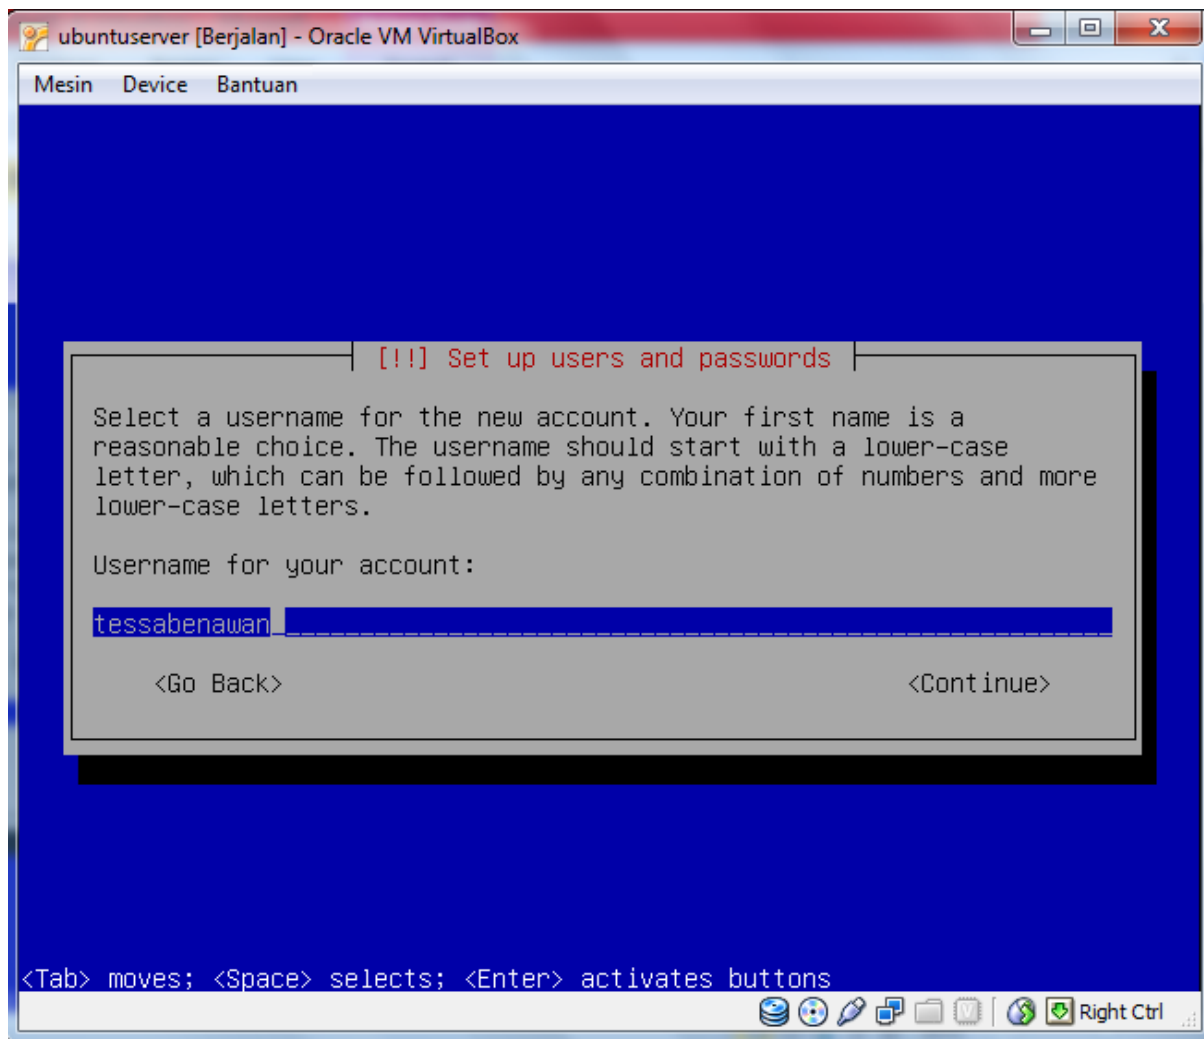 ubuntuserver [Berjalan] - Oracle VM VirtualBox
Mesin Device Bantuan
[!!] Set up users and passwords
Select a username for the new account. Your first name is a
reasonable choice. The username should start with a lower-case
letter, which can be followed by any combination of numbers and more
lower-case letters.
Username for your account:
tessabenawan
<Go Back> <Continue>
<Tab> moves; <Space> selects; <Enter> activates buttons
Right Ctrl